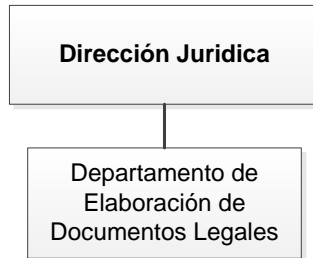 Dirección Juridica
Departamento de
Elaboración de
Documentos Legales